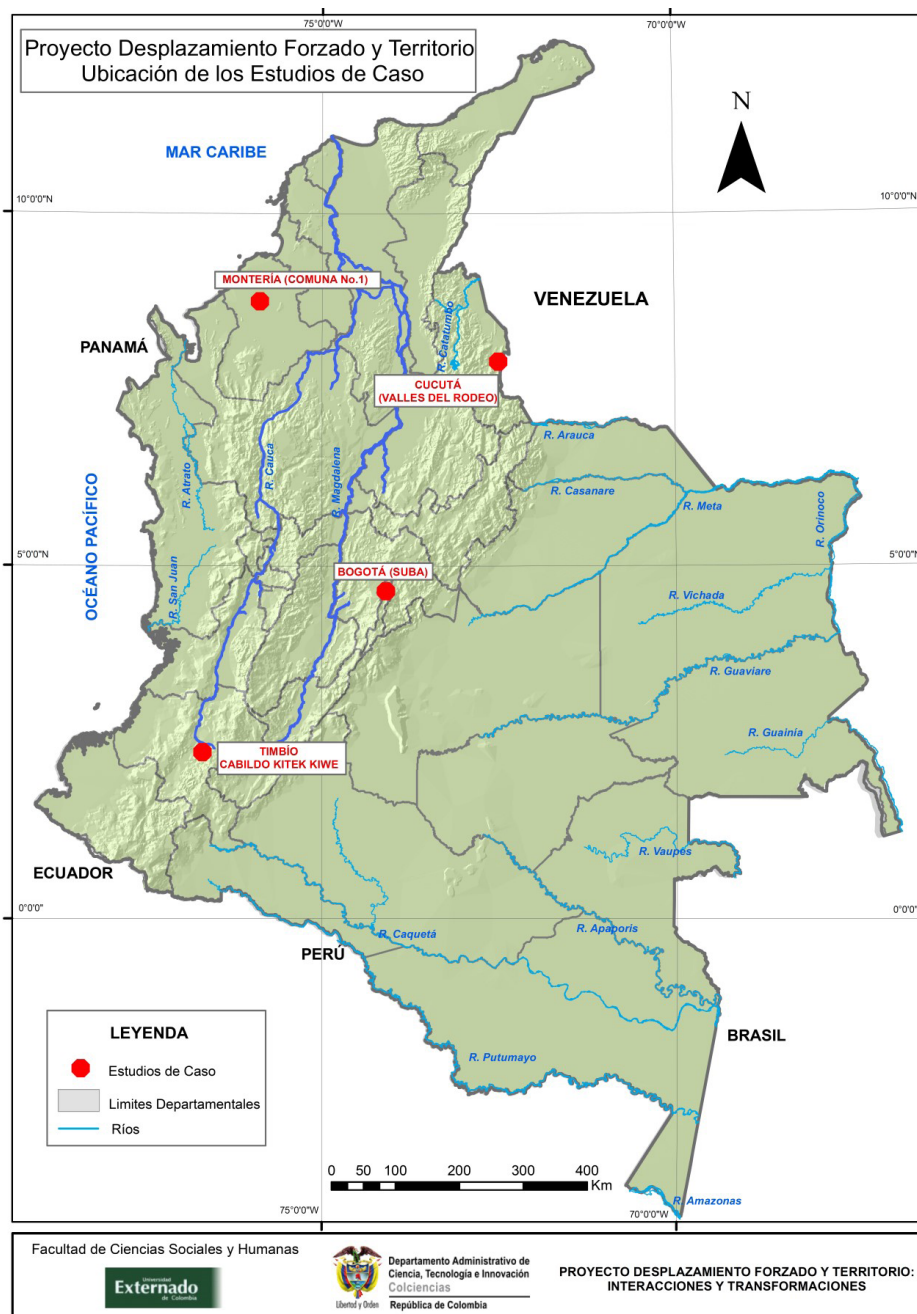 75°0'0"W
70°0'0"W
Proyecto Desplazamiento Forzado y Territorio
Ubicación de los Estudios de Caso
N
MAR CARIBE
10°0'0"N
10°0'0"N
MONTERÍA (COMUNA No.1)
VENEZUELA
R. Catatumbo
PANAMÁ
CUCUTÁ
(VALLES DEL RODEO)
R. Arauca
R. Cauca
R. Magdalena
R. Atrato
R. Casanare
R. Meta
R. Orinoco
OCÉANO PACÍFICO
5°0'0"N
5°0'0"N
BOGOTÁ (SUBA)
R. San Juan
R. Vichada
R. Guaviare
R. Guainía
TIMBÍO
CABILDO KITEK KIWE
R. Vaupés
ECUADOR
0°0'0"
0°0'0"
R. Caquetá
R. Apaporis
PERÚ
BRASIL
R. Putumayo
LEYENDA
Estudios de Caso
Limites Departamentales
Ríos
0 50 100 200 300 400
Km
R. Amazonas
75°0'0"W
70°0'0"W
Facultad de Ciencias Sociales y Humanas
Universidad
Externado
de Colombia
Libertad y Orden
Departamento Administrativo de
Ciencia, Tecnología e Innovación
Colciencias
República de Colombia
PROYECTO DESPLAZAMIENTO FORZADO Y TERRITORIO:
INTERACCIONES Y TRANSFORMACIONES